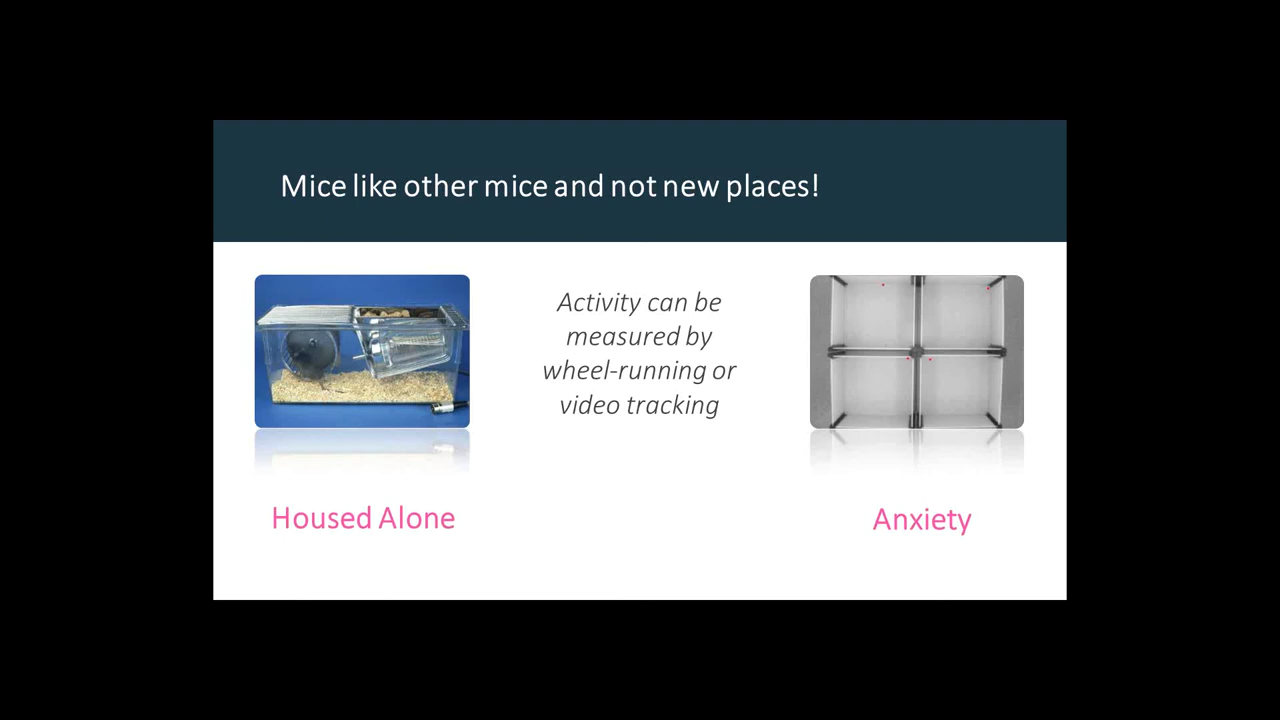 Mice like other mice and not new places!
Activity can be
measured by
wheel-running or
video tracking
Housed Alone
Anxiety